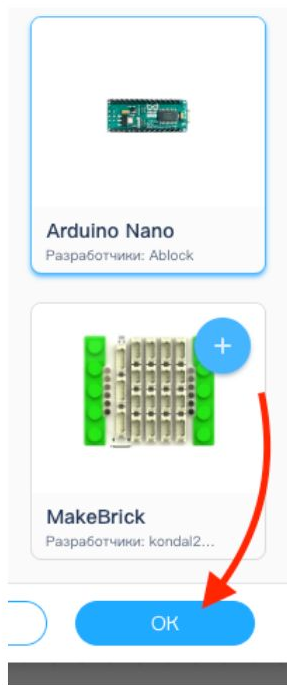 Arduino Nano
Разработчики: Ablock
+
MakeBrick
Разработчики: kondal2...
OK